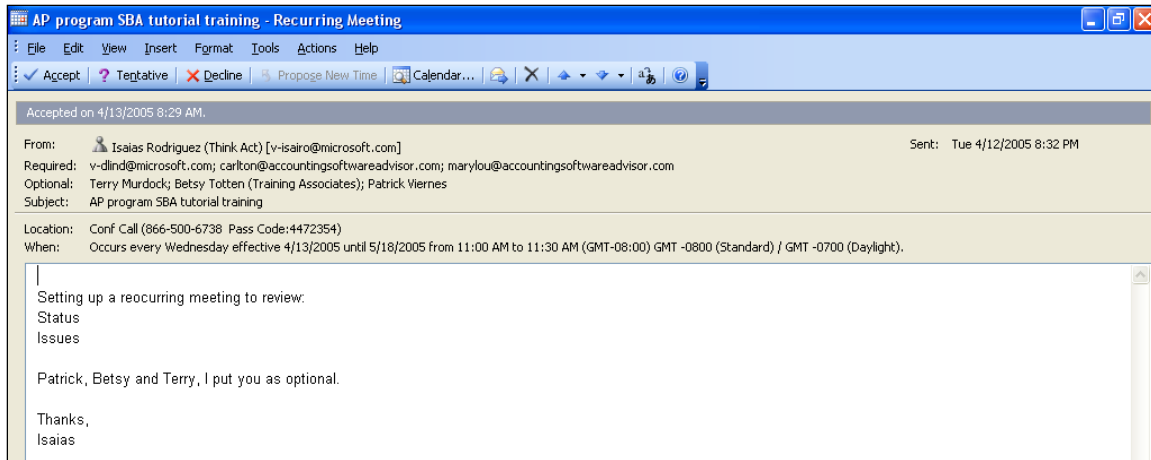 AP program SBA tutorial training - Recurring Meeting
File Edit View Insert Format Tools Actions Help
Accept ? Tentative Decline Propose New Time Calendar...
Accepted on 4/13/2005 8:29 AM.
From: Isaias Rodriguez (Think Act) [v-isairo@microsoft.com] Sent: Tue 4/12/2005 8:32 PM
Required: v-dlind@microsoft.com; carlton@accountingsoftwareadvisor.com; marylou@accountingsoftwareadvisor.com
Optional: Terry Murdock; Betsy Totten (Training Associates); Patrick Viernes
Subject: AP program SBA tutorial training
Location: Conf Call (866-500-6738 Pass Code:4472354)
When: Occurs every Wednesday effective 4/13/2005 until 5/18/2005 from 11:00 AM to 11:30 AM (GMT-08:00) GMT -0800 (Standard) / GMT -0700 (Daylight).
Setting up a reocurring meeting to review:
Status
Issues
Patrick, Betsy and Terry, I put you as optional.
Thanks,
Isaias